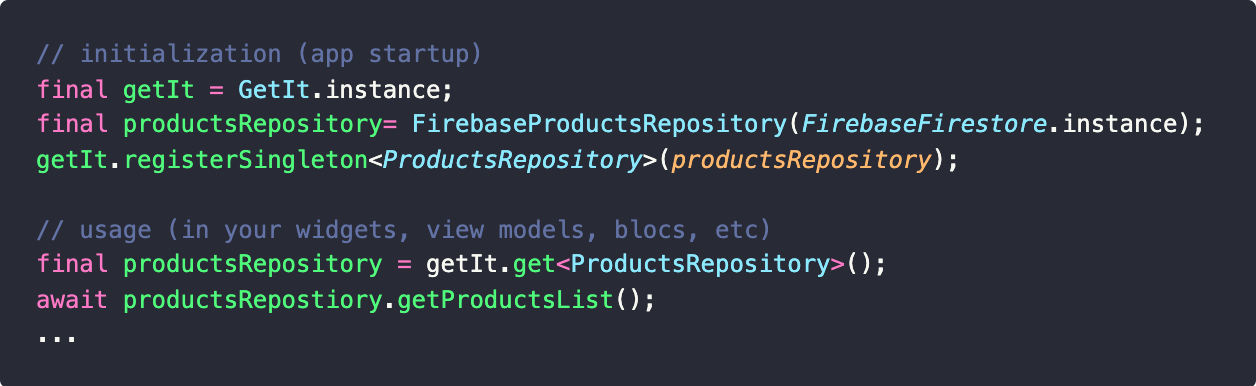 // initialization (app startup)
final getIt = GetIt.instance;
final productsRepository= FirebaseProductsRepository(FirebaseFirestore.instance);
getIt.registerSingleton<ProductsRepository>(productsRepository);
// usage (in your widgets, view models, blocs, etc)
final productsRepository = getIt.get<ProductsRepository>();
await productsRepostiory.getProductsList();
...